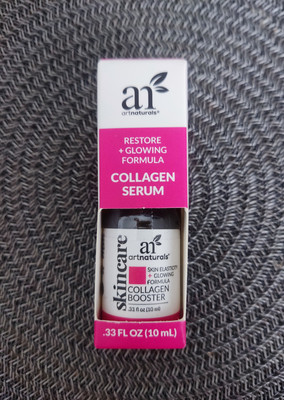 an
artnaturals®
RESTORE
+ GLOWING
FORMULA
COLLAGEN
SERUM
skincare
an
artnaturals®
SKIN ELASTICITY
+ GLOWING
FORMULA
COLLAGEN
BOOSTER
.33 fl oz (10 ml)
.33 FL OZ (10 mL)